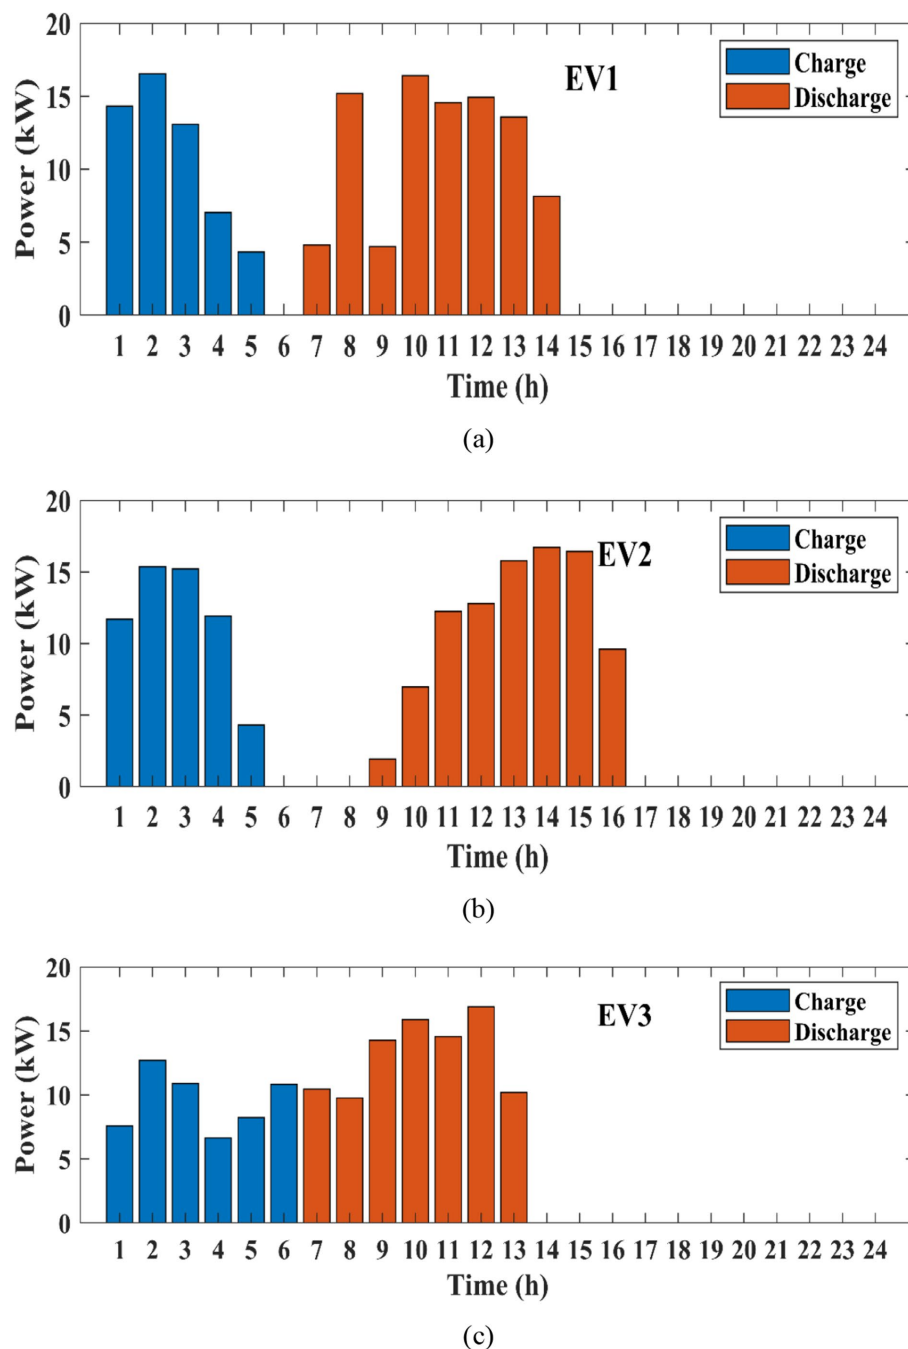 20
EV1
Charge
Discharge
15
10
5
0
Power (kW)
1 2 3 4 5 6 7 8 9 10 11 12 13 14 15 16 17 18 19 20 21 22 23 24
Time (h)
(a)
20
EV2
Charge
Discharge
15
10
5
0
Power (kW)
1 2 3 4 5 6 7 8 9 10 11 12 13 14 15 16 17 18 19 20 21 22 23 24
Time (h)
(b)
20
EV3
Charge
Discharge
15
10
5
0
Power (kW)
1 2 3 4 5 6 7 8 9 10 11 12 13 14 15 16 17 18 19 20 21 22 23 24
Time (h)
(c)